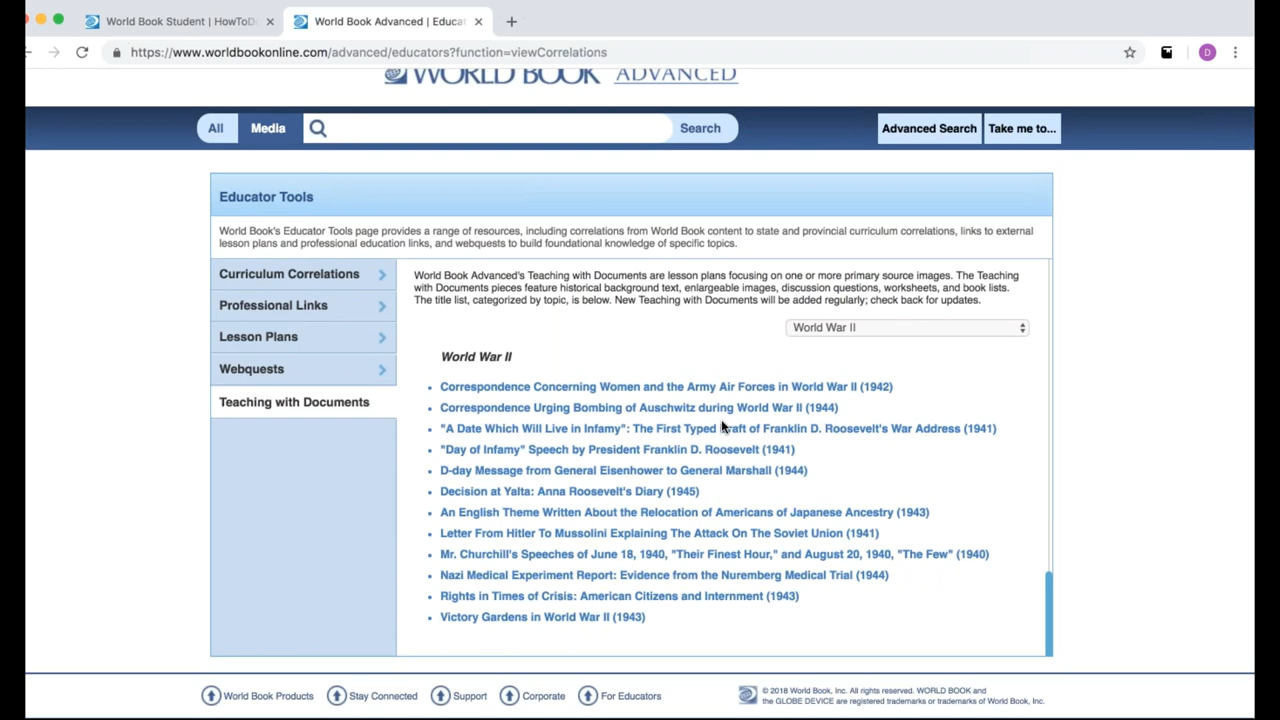 World Book Student | HowToDo
World Book Advanced | Educat
https://www.worldbookonline.com/advanced/educators?function=viewCorrelations
D
WORLD BOOK ADVANCED
All
Media
Search
Advanced Search
Take me to...
Educator Tools
World Book's Educator Tools page provides a range of resources, including correlations from World Book content to state and provincial curriculum correlations, links to external
lesson plans and professional education links, and webquests to build foundational knowledge of specific topics.
Curriculum Correlations
Professional Links
Lesson Plans
Webquests
Teaching with Documents
World Book Advanced's Teaching with Documents are lesson plans focusing on one or more primary source images. The Teaching
with Documents pieces feature historical background text, enlargeable images, discussion questions, worksheets, and book lists.
The title list, categorized by topic, is below. New Teaching with Documents will be added regularly; check back for updates.
World War II
World War II
Correspondence Concerning Women and the Army Air Forces in World War II (1942)
Correspondence Urging Bombing of Auschwitz during World War II (1944)
"A Date Which Will Live in Infamy": The First Typed Draft of Franklin D. Roosevelt's War Address (1941)
"Day of Infamy" Speech by President Franklin D. Roosevelt (1941)
D-day Message from General Eisenhower to General Marshall (1944)
Decision at Yalta: Anna Roosevelt's Diary (1945)
An English Theme Written About the Relocation of Americans of Japanese Ancestry (1943)
Letter From Hitler To Mussolini Explaining The Attack On The Soviet Union (1941)
Mr. Churchill's Speeches of June 18, 1940, "Their Finest Hour," and August 20, 1940, "The Few" (1940)
Nazi Medical Experiment Report: Evidence from the Nuremberg Medical Trial (1944)
Rights in Times of Crisis: American Citizens and Internment (1943)
Victory Gardens in World War II (1943)
World Book Products
Stay Connected
Support
Corporate
For Educators
© 2018 World Book, Inc. All rights reserved. WORLD BOOK and
the GLOBE DEVICE are registered trademarks or trademarks of World Book, Inc.